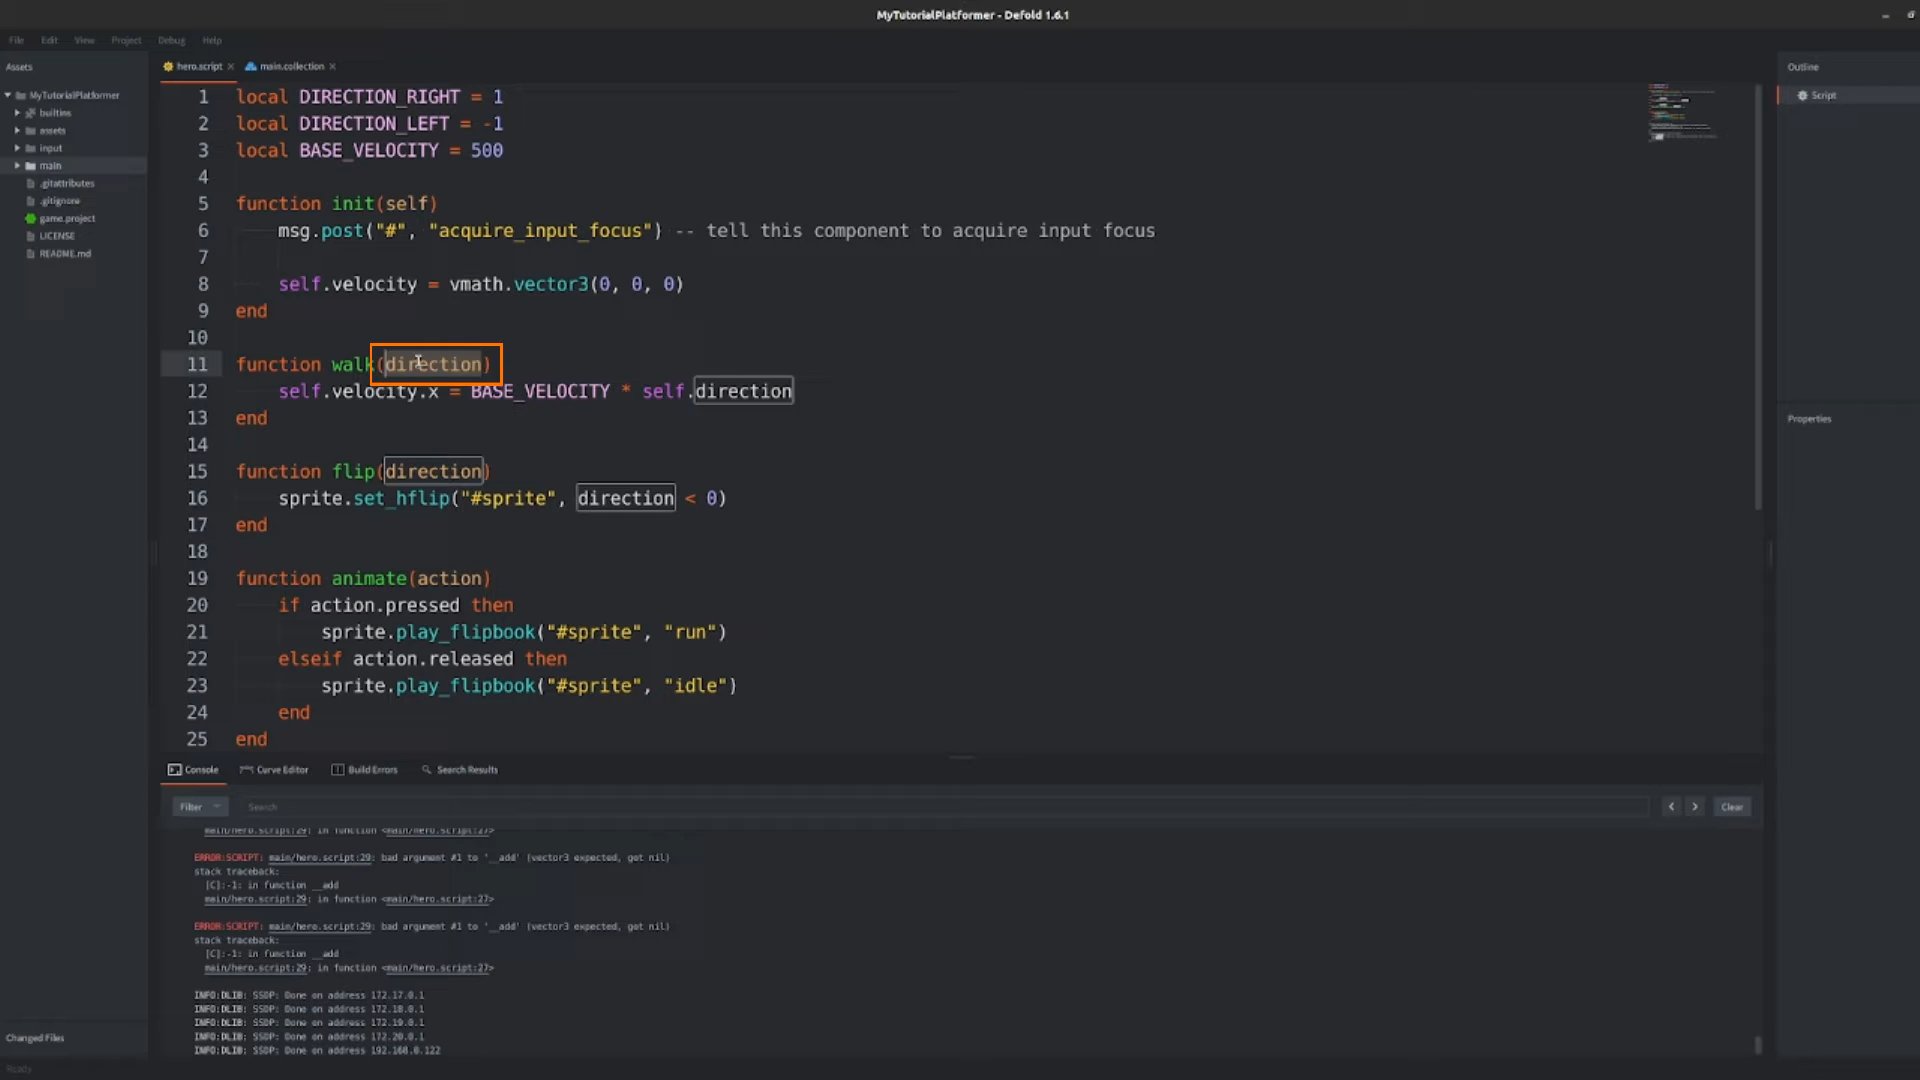 MyTutorialPlatformer - Defold 1.6.1
File Edit View Project Debug Help
Assets
MyTutorialPlatformer
builtins
assets
input
main
.gitattributes
.gitignore
game.project
LICENSE
README.md
Changed Files
Ready
hero.script × main.collection ×
1 local DIRECTION_RIGHT = 1
2 local DIRECTION_LEFT = -1
3 local BASE_VELOCITY = 500
4
5 function init(self)
6 msg.post("#", "acquire_input_focus") -- tell this component to acquire input focus
7
8 self.velocity = vmath.vector3(0, 0, 0)
9 end
10
11 function walk(direction)
12 self.velocity.x = BASE_VELOCITY * self.direction
13 end
14
15 function flip(direction)
16 sprite.set_hflip("#sprite", direction < 0)
17 end
18
19 function animate(action)
20 if action.pressed then
21 sprite.play_flipbook("#sprite", "run")
22 elseif action.released then
23 sprite.play_flipbook("#sprite", "idle")
24 end
25 end
Console Curve Editor Build Errors Search Results
Filter Search Clear
main/hero.script:29: in function <main/hero.script:27>
ERROR:SCRIPT: main/hero.script:29: bad argument #1 to '__add' (vector3 expected, got nil)
stack traceback:
[C]:-1: in function __add
main/hero.script:29: in function <main/hero.script:27>
ERROR:SCRIPT: main/hero.script:29: bad argument #1 to '__add' (vector3 expected, got nil)
stack traceback:
[C]:-1: in function __add
main/hero.script:29: in function <main/hero.script:27>
INFO:DLIB: SSDP: Done on address 172.17.0.1
INFO:DLIB: SSDP: Done on address 172.18.0.1
INFO:DLIB: SSDP: Done on address 172.19.0.1
INFO:DLIB: SSDP: Done on address 172.20.0.1
INFO:DLIB: SSDP: Done on address 192.168.0.122
Outline
Script
Properties